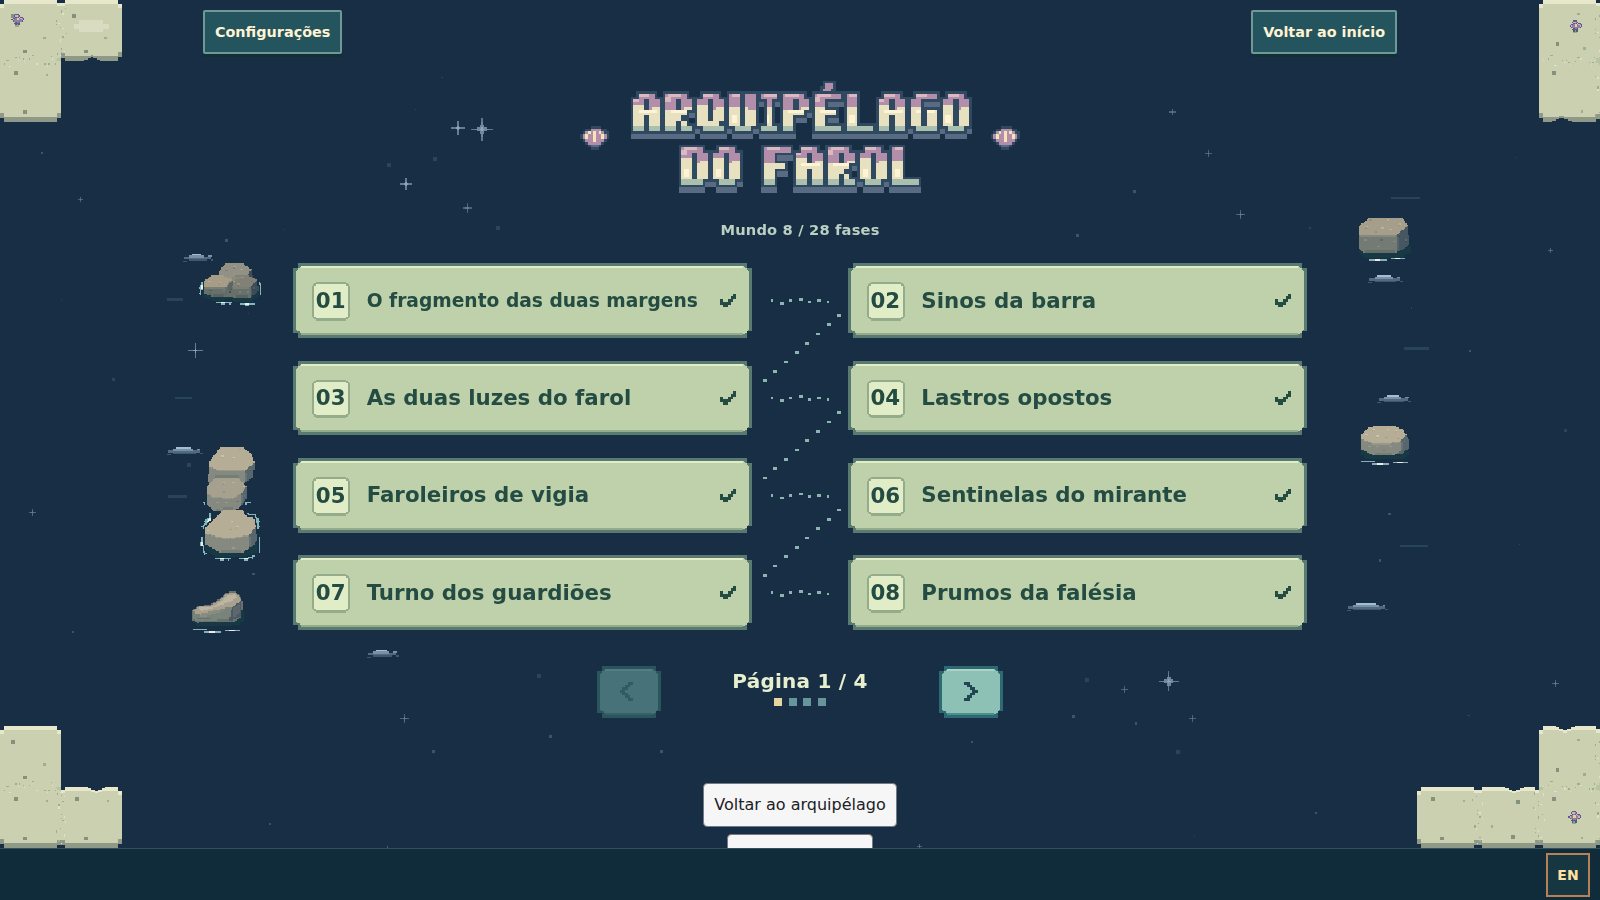 Configurações
Voltar ao início
ARQUIPÉLAGO
DO FAROL
Mundo 8 / 28 fases
01 O fragmento das duas margens
02 Sinos da barra
03 As duas luzes do farol
04 Lastros opostos
05 Faroleiros de vigia
06 Sentinelas do mirante
07 Turno dos guardiões
08 Prumos da falésia
Página 1 / 4
Voltar ao arquipélago
EN